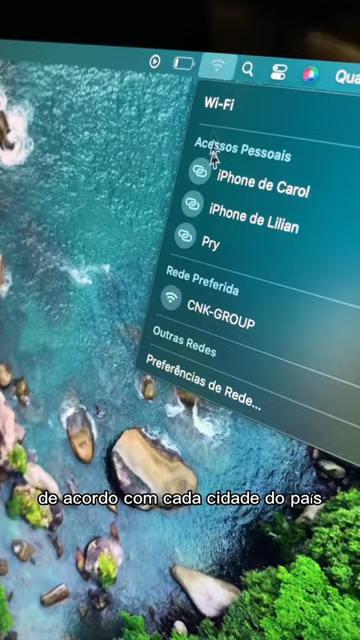 Qua
Wi-Fi
Acessos Pessoais
iPhone de Carol
iPhone de Lilian
Pry
Rede Preferida
CNK-GROUP
Outras Redes
Preferências de Rede...
de acordo com cada cidade do país